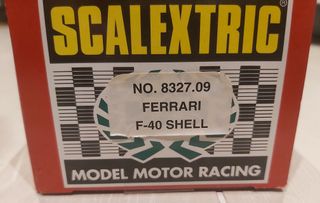 SCALEXTRIC®
NO. 8327.09
FERRARI
F-40 SHELL
MODEL MOTOR RACING